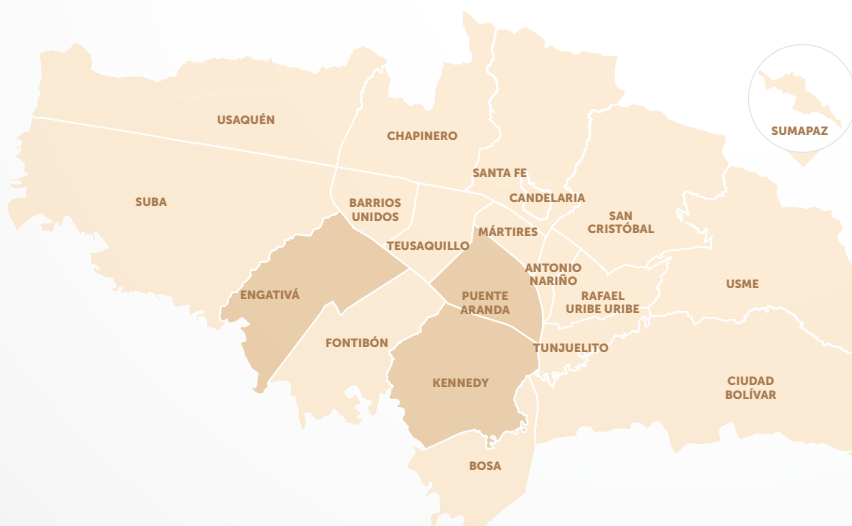 USAQUÉN
CHAPINERO
SUMAPAZ
SANTA FE
CANDELARIA
SUBA
BARRIOS
UNIDOS
SAN
CRISTÓBAL
MÁRTIRES
TEUSAQUILLO
ANTONIO
NARIÑO
USME
ENGATIVÁ
PUENTE
ARANDA
RAFAEL
URIBE URIBE
FONTIBÓN
TUNJUELITO
KENNEDY
CIUDAD
BOLÍVAR
BOSA